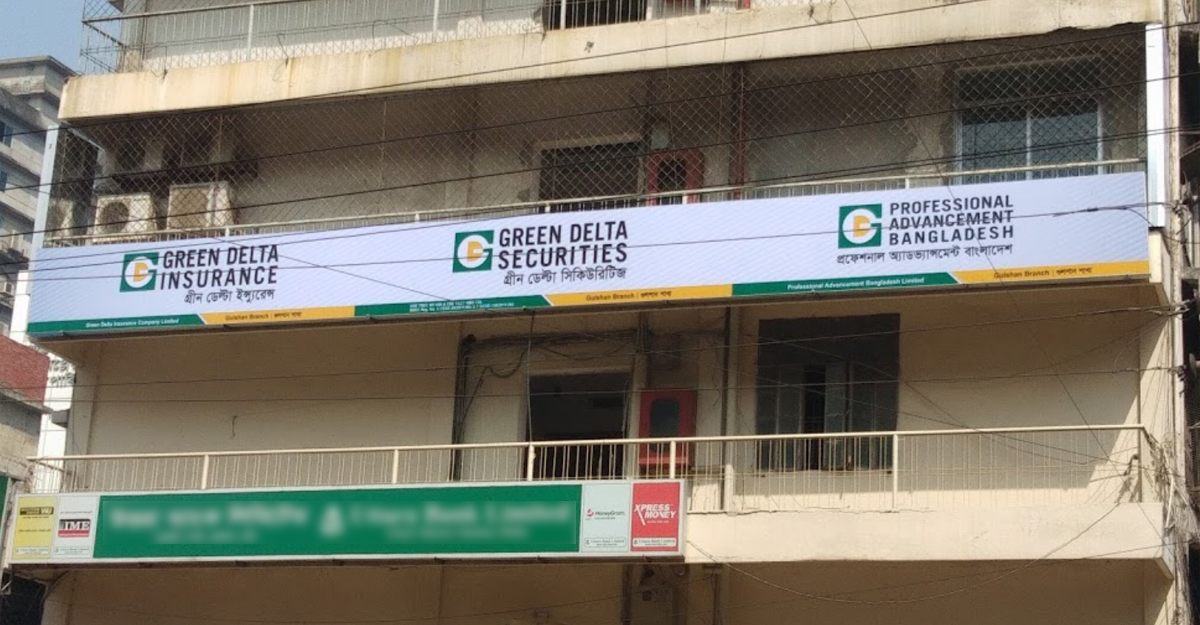 GREEN DELTA
INSURANCE
গ্রীন ডেল্টা ইন্স্যুরেন্স
GREEN DELTA
SECURITIES
গ্রীন ডেল্টা সিকিউরিটিজ
PROFESSIONAL
ADVANCEMENT
BANGLADESH
প্রফেশনাল অ্যাডভ্যান্সমেন্ট বাংলাদেশ
Green Delta Insurance Company Limited
Gulshan Branch | গুলশান শাখা
Gulshan Branch | গুলশান শাখা
Professional Advancement Bangladesh Limited
Gulshan Branch | গুলশান শাখা
IME
MoneyGram
XPRESS
MONEY